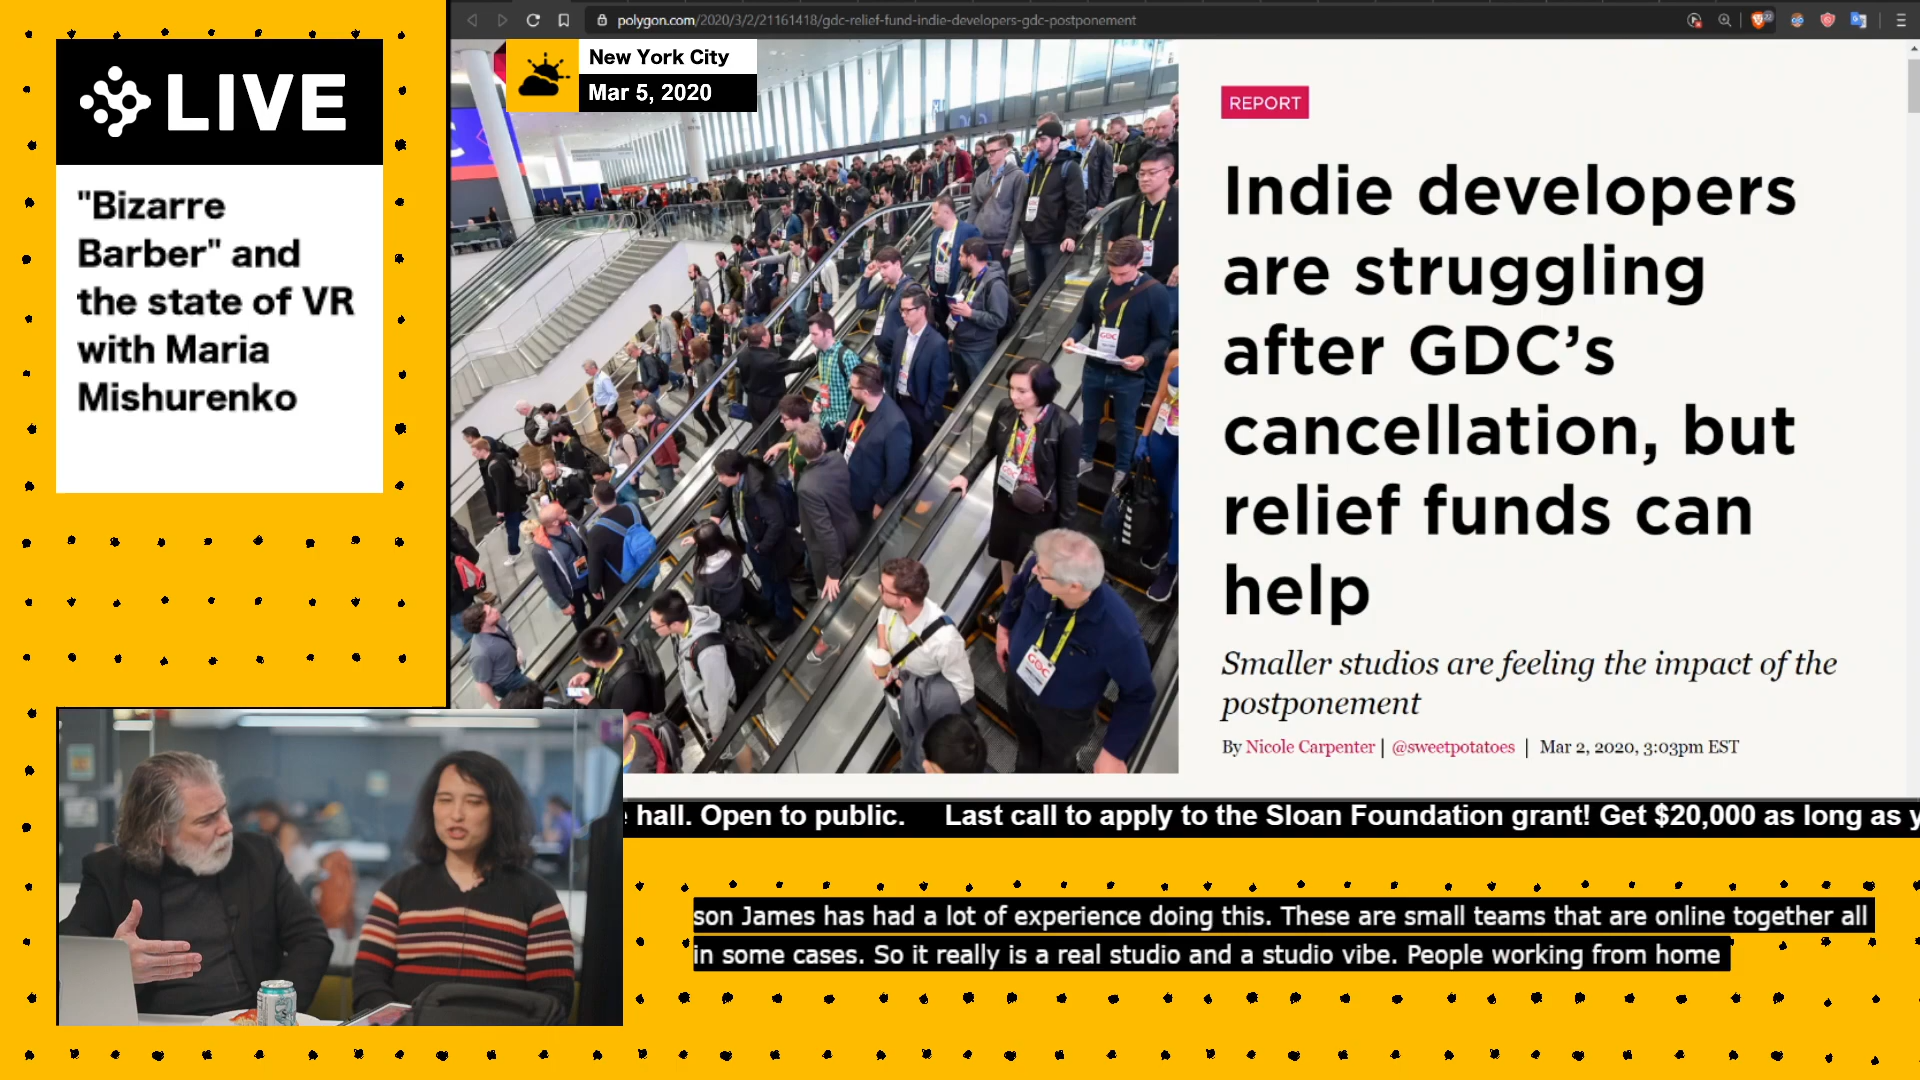 polygon.com/2020/3/2/21161418/gdc-relief-fund-indie-developers-gdc-postponement
LIVE
"Bizarre
Barber" and
the state of VR
with Maria
Mishurenko
New York City
Mar 5, 2020
REPORT
Indie developers
are struggling
after GDC’s
cancellation, but
relief funds can
help
Smaller studios are feeling the impact of the
postponement
By Nicole Carpenter | @sweetpotatoes | Mar 2, 2020, 3:03pm EST
GDC
GDC
GDC
hall. Open to public. Last call to apply to the Sloan Foundation grant! Get $20,000 as long as y
son James has had a lot of experience doing this. These are small teams that are online together all
in some cases. So it really is a real studio and a studio vibe. People working from home